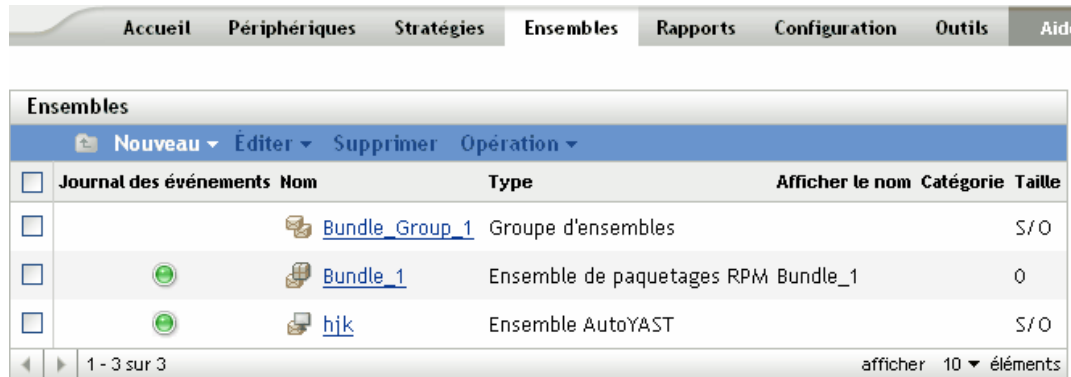 Accueil Périphériques Stratégies Ensembles Rapports Configuration Outils Aide
Ensembles
Nouveau Éditer Supprimer Opération
Journal des événements Nom Type Afficher le nom Catégorie Taille
Bundle_Group_1 Groupe d'ensembles S/O
Bundle_1 Ensemble de paquetages RPM Bundle_1 0
hjk Ensemble AutoYAST S/O
1 - 3 sur 3 afficher 10 éléments